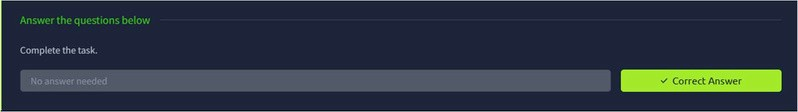 Answer the questions below
Complete the task.
No answer needed
✓ Correct Answer